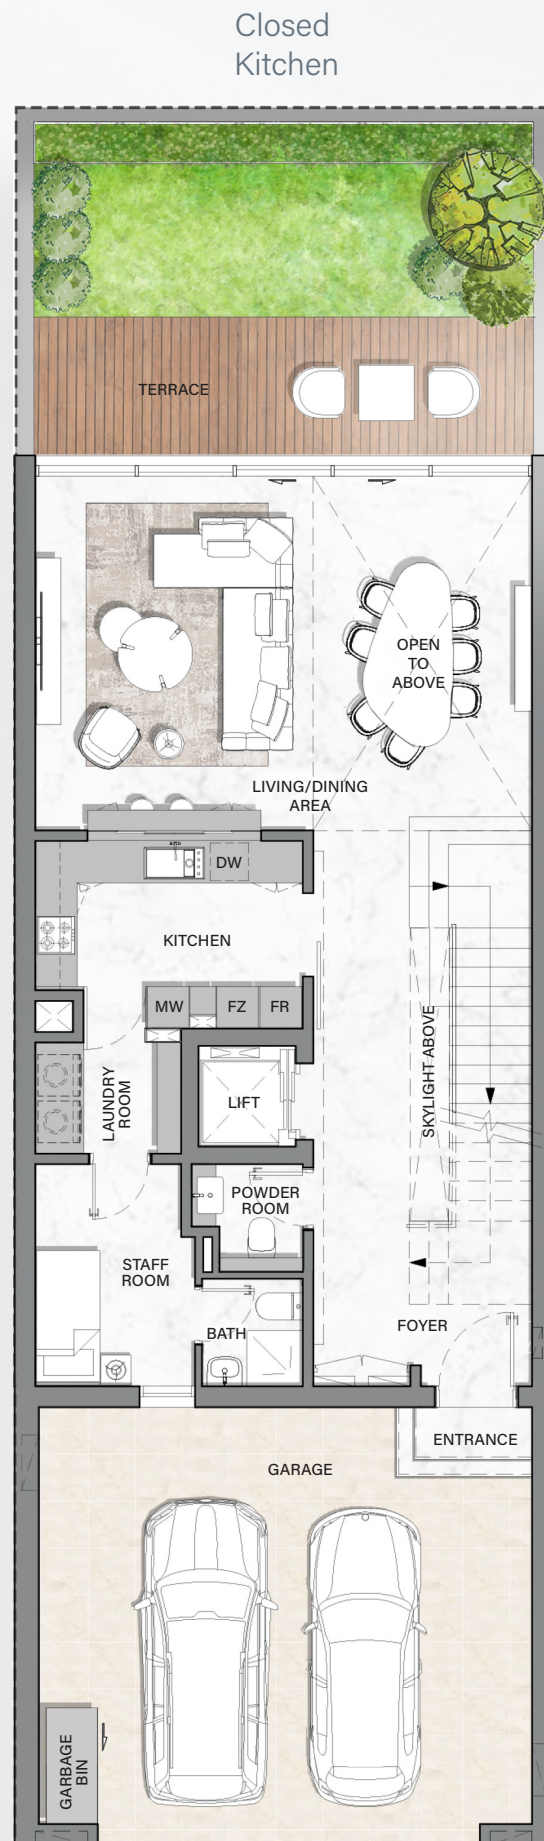 Closed
Kitchen
TERRACE
OPEN
TO
ABOVE
LIVING/DINING
AREA
DW
KITCHEN
MW
FZ
FR
SKYLIGHT ABOVE
LAUNDRY
ROOM
LIFT
POWDER
ROOM
STAFF
ROOM
FOYER
BATH
ENTRANCE
GARAGE
GARBAGE
BIN